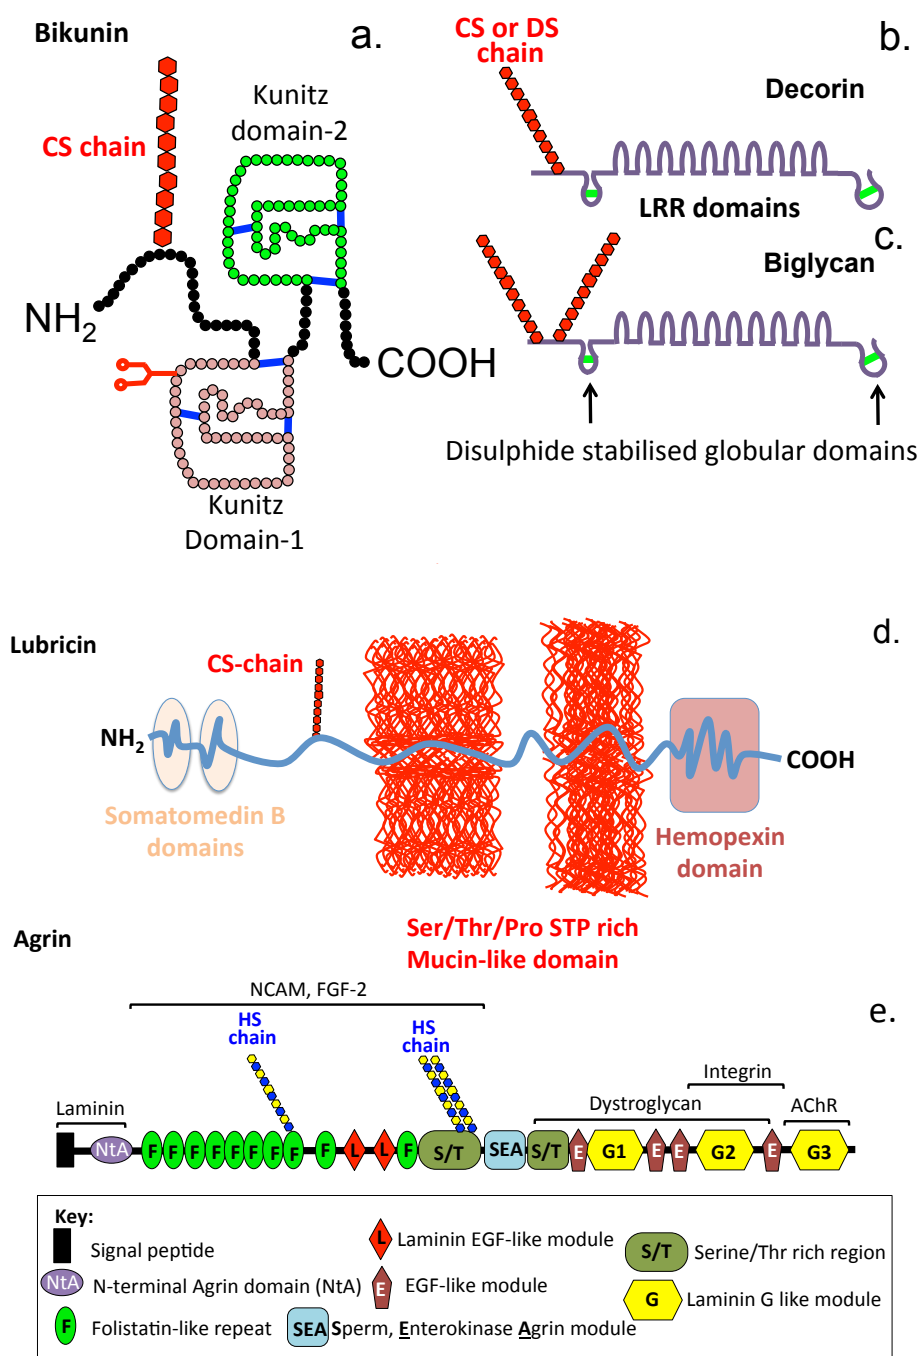 Bikunin
a.
CS chain
Kunitz
domain-2
NH2
COOH
Kunitz
Domain-1
CS or DS
chain
b.
Decorin
LRR domains
c.
Biglycan
Disulphide stabilised globular domains
d.
Lubricin
CS-chain
NH2
COOH
Somatomedin B
domains
Hemopexin
domain
Ser/Thr/Pro STP rich
Mucin-like domain
Agrin
e.
NCAM, FGF-2
HS
chain
HS
chain
Integrin
Laminin
Dystroglycan
AChR
NtA F F F F F F F F F L L F S/T SEA S/T E G1 E E G2 E G3
Key:
Signal peptide
L Laminin EGF-like module
S/T Serine/Thr rich region
NtA N-terminal Agrin domain (NtA)
E EGF-like module
G Laminin G like module
F Folistatin-like repeat
SEA Sperm, Enterokinase Agrin module